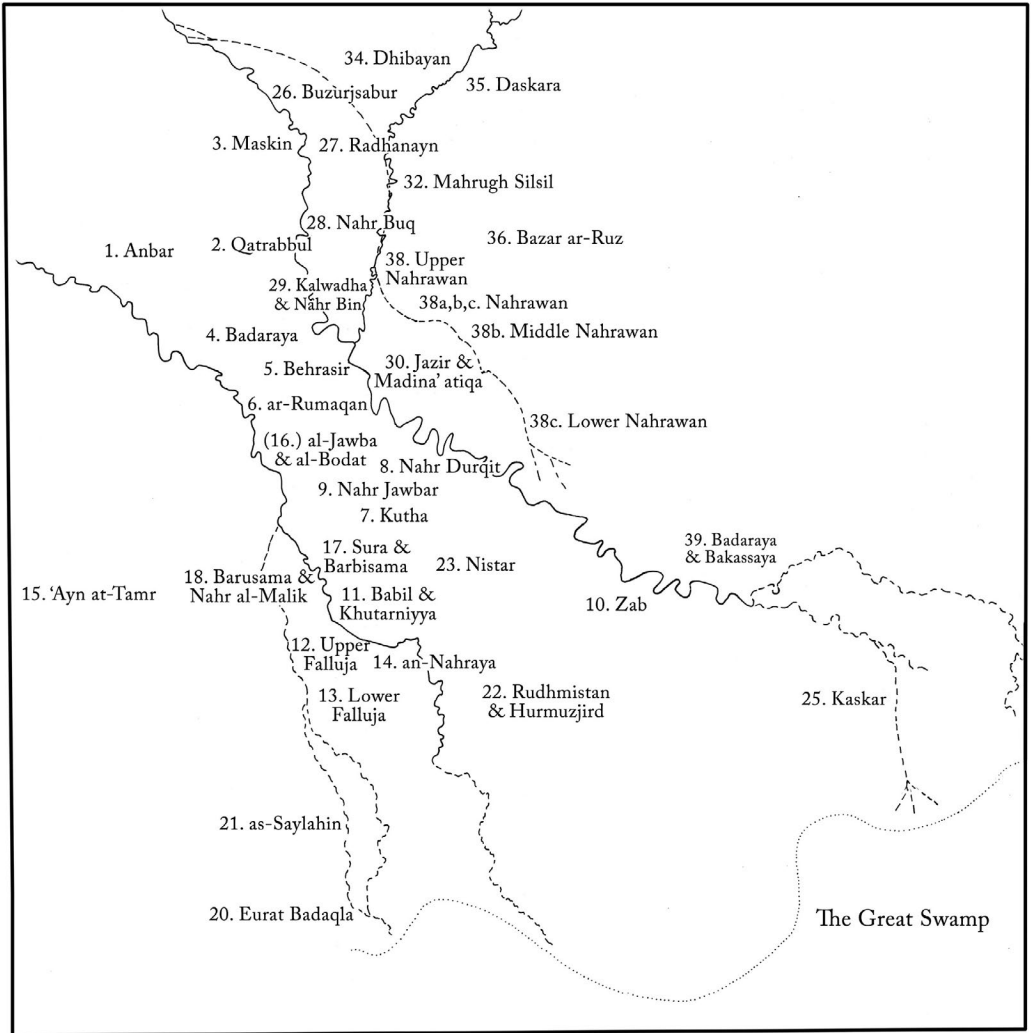 34. Dhibayan
35. Daskara
26. Buzurjsabur
3. Maskin
27. Radhanayn
32. Mahrugh Silsil
28. Nahr Buq
36. Bazar ar-Ruz
1. Anbar
2. Qatrabbul
38. Upper
Nahrawan
29. Kalwadha
& Nahr Bin
38a,b,c. Nahrawan
4. Badaraya
38b. Middle Nahrawan
5. Behrasir
30. Jazir &
Madina’ atiqa
6. ar-Rumaqan
38c. Lower Nahrawan
(16.) al-Jawba
& al-Bodat
8. Nahr Durqit
9. Nahr Jawbar
7. Kutha
17. Sura &
Barbisama
23. Nistar
39. Badaraya
& Bakassaya
15. ‘Ayn at-Tamr
18. Barusama &
Nahr al-Malik
11. Babil &
Khutarniyya
10. Zab
12. Upper
Falluja
14. an-Nahraya
13. Lower
Falluja
22. Rudhmistan
& Hurmuzjird
25. Kaskar
21. as-Saylahin
20. Eurat Badaqla
The Great Swamp